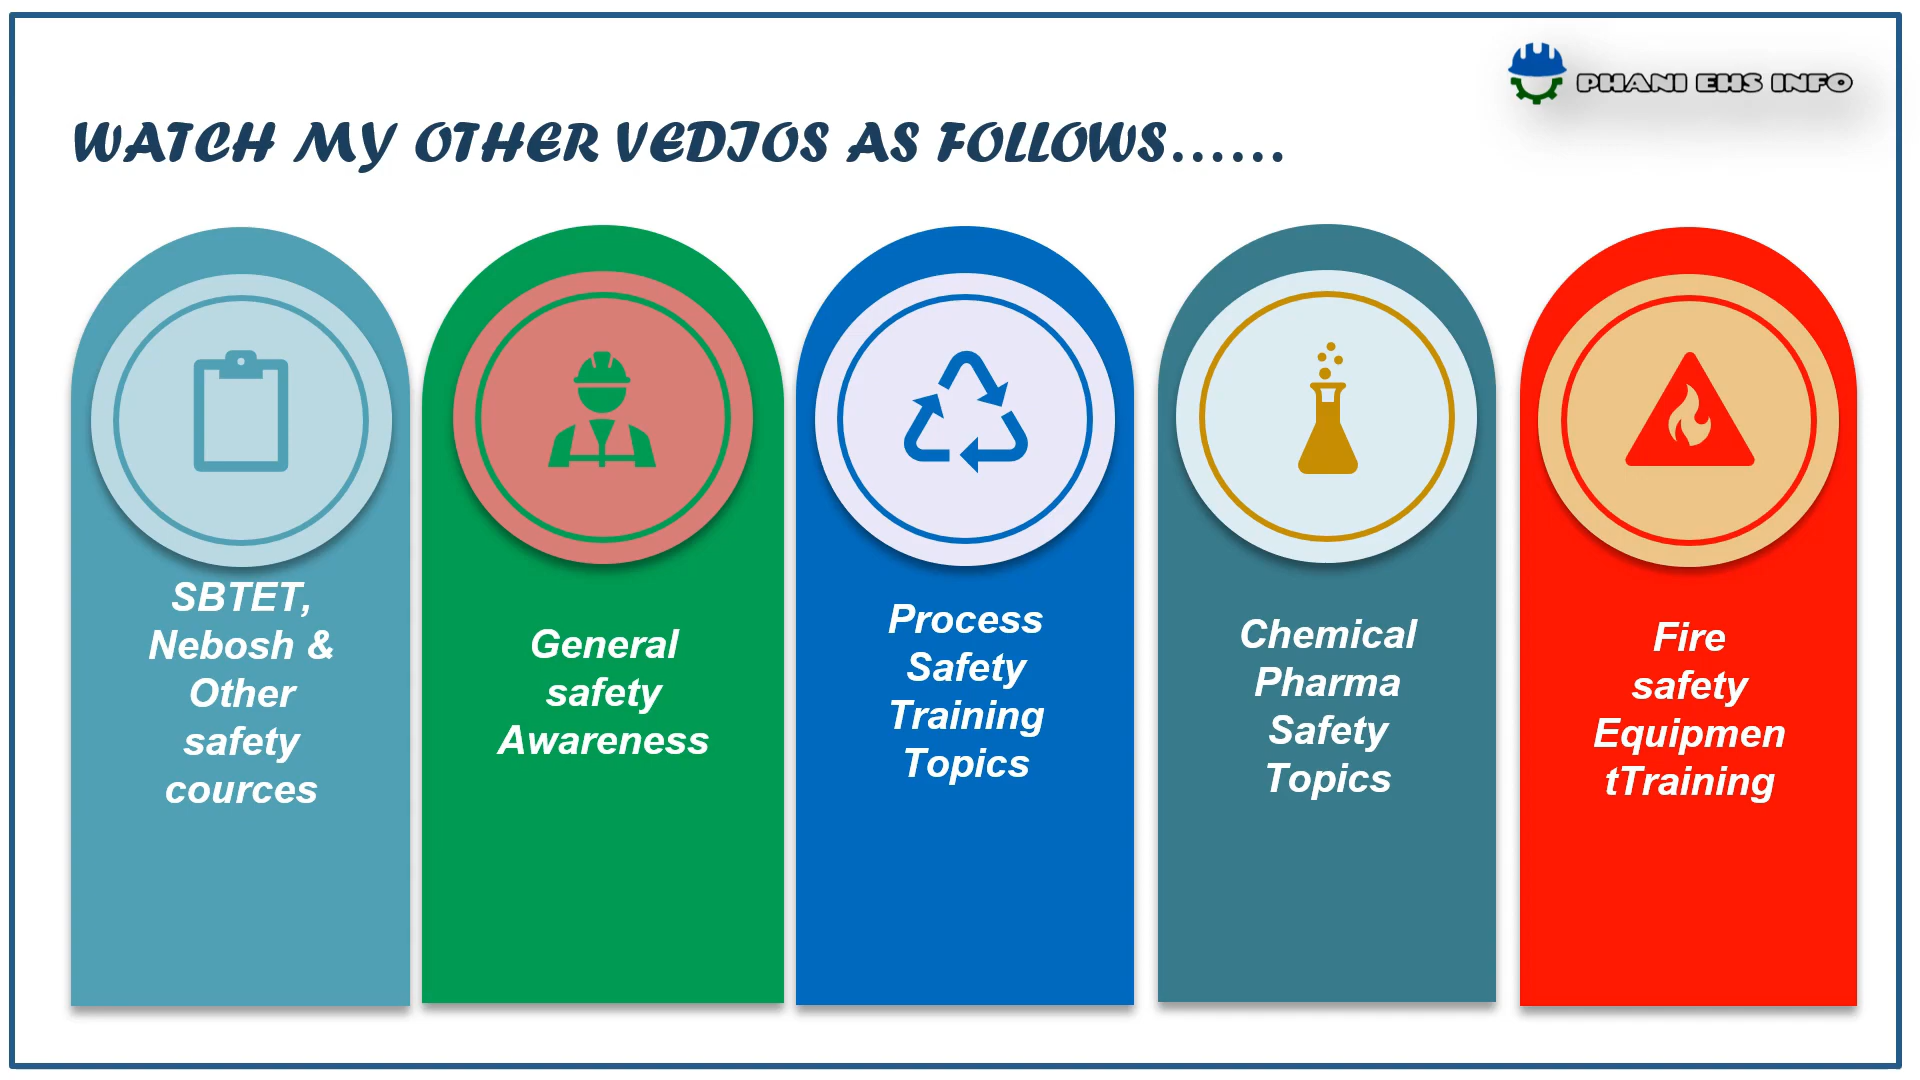 PHANI EHS INFO
WATCH MY OTHER VEDIOS AS FOLLOWS......
SBTET,
Nebosh &
Other
safety
cources
General
safety
Awareness
Process
Safety
Training
Topics
Chemical
Pharma
Safety
Topics
Fire
safety
Equipmen
tTraining